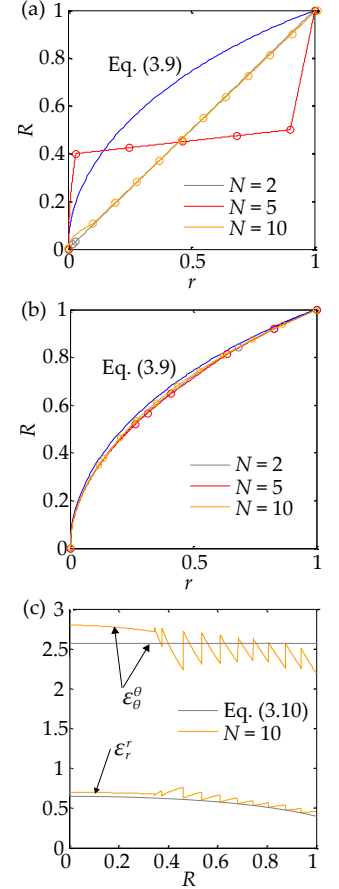 (a)
1
0.8
0.6
0.4
0.2
0
R
Eq. (3.9)
N = 2
N = 5
N = 10
0 0.5 1
r
(b)
1
0.8
0.6
0.4
0.2
0
R
Eq. (3.9)
N = 2
N = 5
N = 10
0 0.5 1
r
(c)
3
2.5
2
1.5
1
0.5
0
ε_θ^θ
ε_r^r
Eq. (3.10)
N = 10
0 0.2 0.4 0.6 0.8 1
R